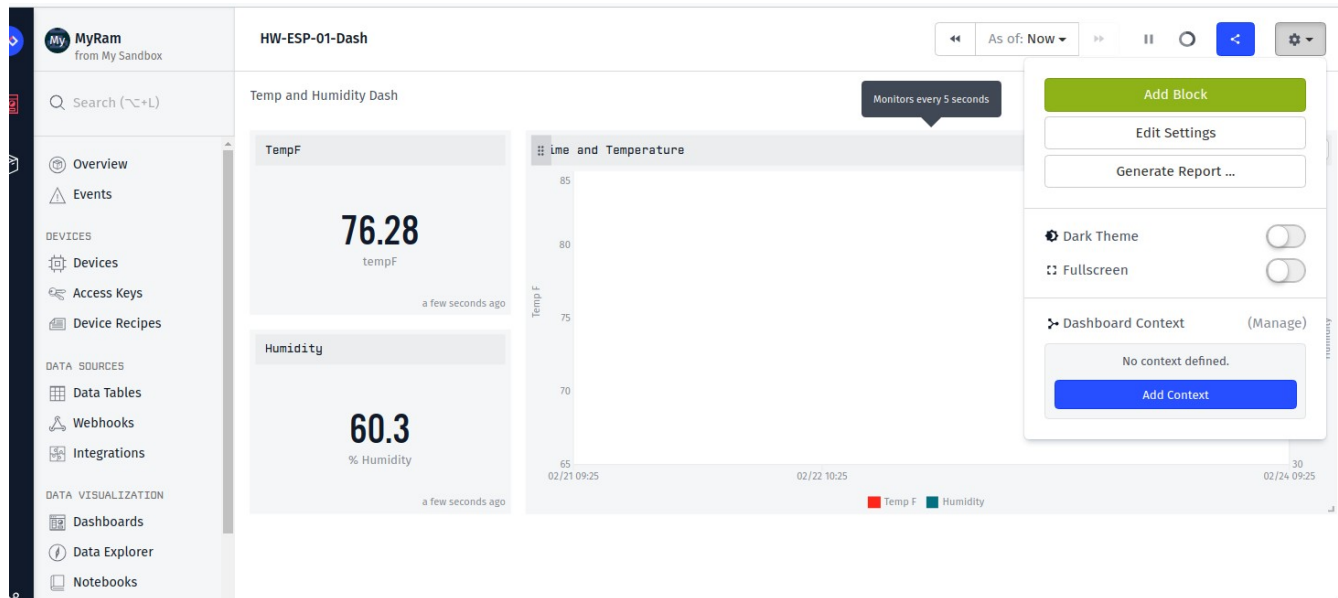 My
MyRam
from My Sandbox
Search (⌥+L)
Overview
Events
DEVICES
Devices
Access Keys
Device Recipes
DATA SOURCES
Data Tables
Webhooks
Integrations
DATA VISUALIZATION
Dashboards
Data Explorer
Notebooks
HW-ESP-01-Dash
As of: Now
Temp and Humidity Dash
Monitors every 5 seconds
TempF
76.28
tempF
a few seconds ago
Humidity
60.3
% Humidity
a few seconds ago
ime and Temperature
85
80
75
70
65
Temp F
30
02/21 09:25
02/22 10:25
02/24 09:25
Temp F
Humidity
Humidity
Add Block
Edit Settings
Generate Report ...
Dark Theme
Fullscreen
Dashboard Context
(Manage)
No context defined.
Add Context